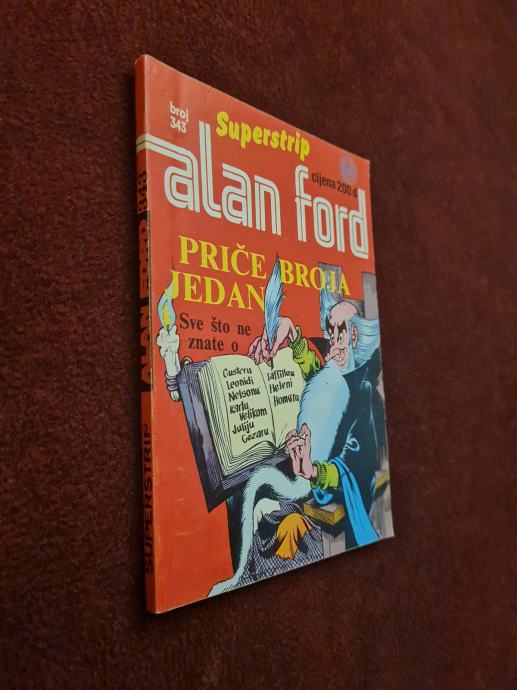 broj
343
Superstrip
cijena 200 d
alan ford
PRIČE BROJA
JEDAN
Sve što ne
znate o
Custeru
Leonidi
Nelsonu
Karlu
Velikom
Juliju
Cezaru
Laffitteu
Heleni
Homeru
SUPERSTRIP ALAN FORD 343